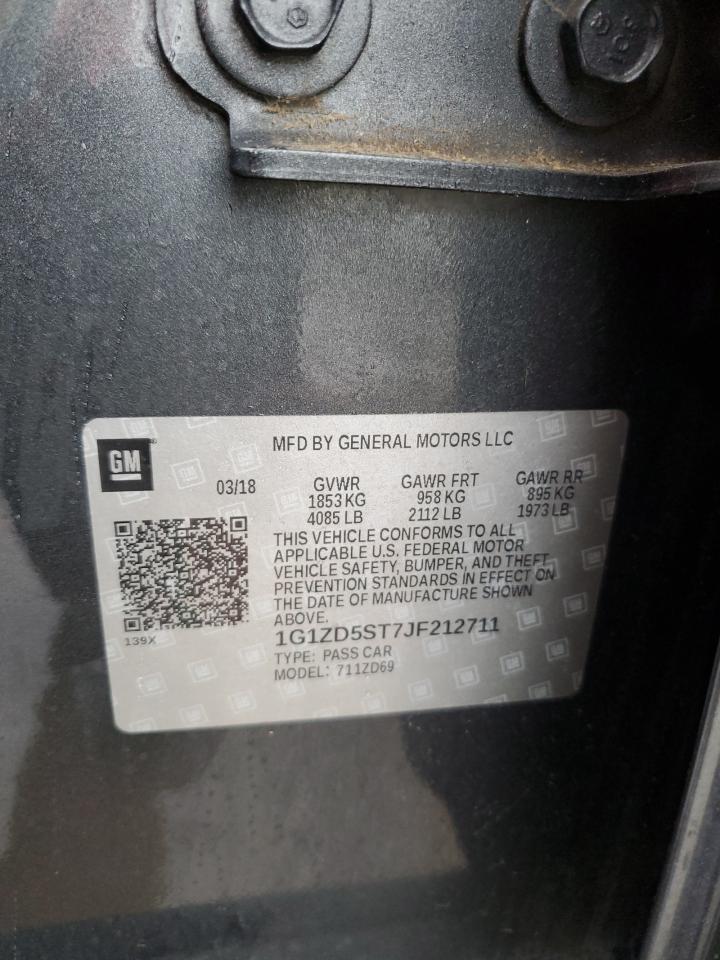 10.9
GM
MFD BY GENERAL MOTORS LLC
03/18 GVWR GAWR FRT GAWR RR
1853 KG 958 KG 895 KG
4085 LB 2112 LB 1973 LB
THIS VEHICLE CONFORMS TO ALL
APPLICABLE U.S. FEDERAL MOTOR
VEHICLE SAFETY, BUMPER, AND THEFT
PREVENTION STANDARDS IN EFFECT ON
THE DATE OF MANUFACTURE SHOWN
ABOVE.
139X
1G1ZD5ST7JF212711
TYPE: PASS CAR
MODEL: 711ZD69